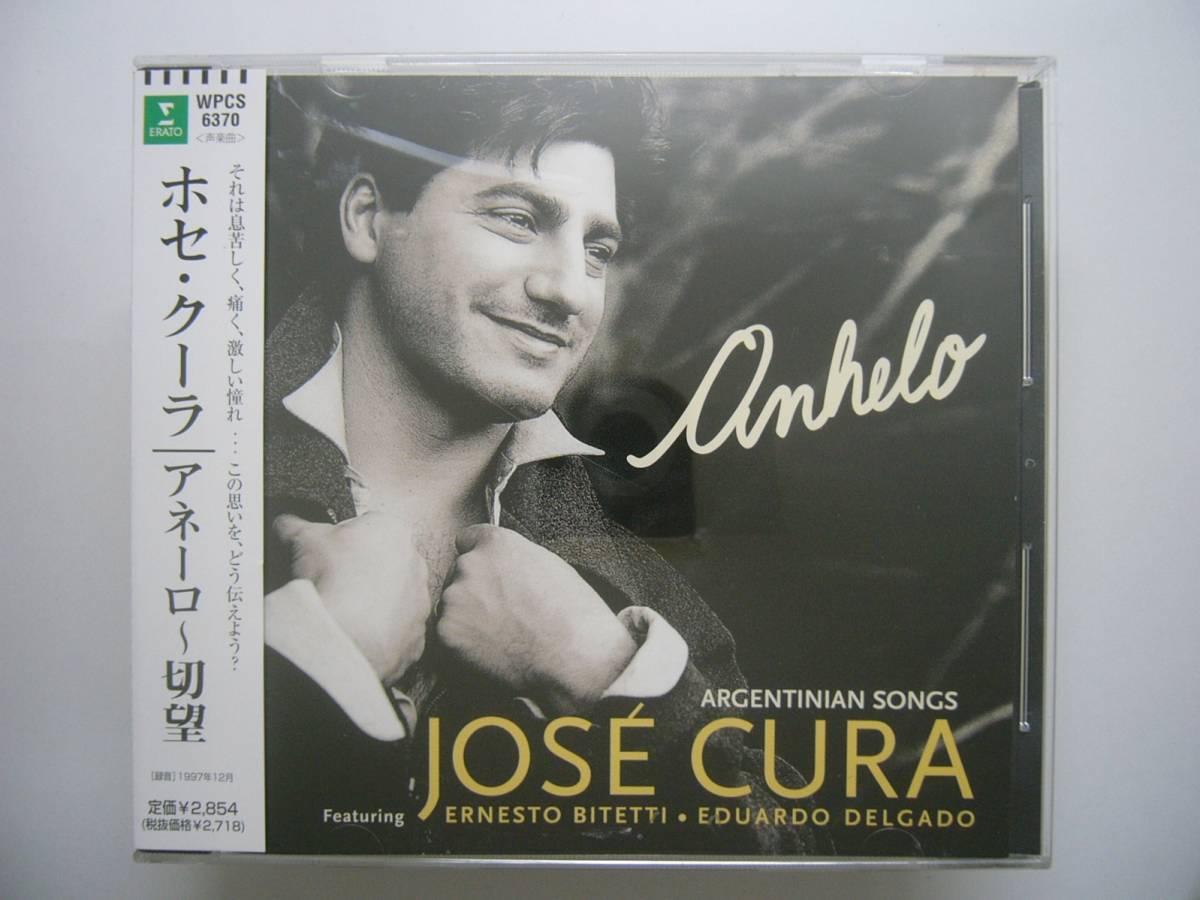 ERATO
WPCS
6370
<声楽曲>
それは息苦しく、痛く、激しい憧れ…この思いを、どう伝えよう?
ホセ・クーラ|アネーロ~切望
[録音]1997年12月
定価¥2,854
(税抜価格¥2,718)
Anhelo
ARGENTINIAN SONGS
JOSÉ CURA
Featuring ERNESTO BITETTI • EDUARDO DELGADO